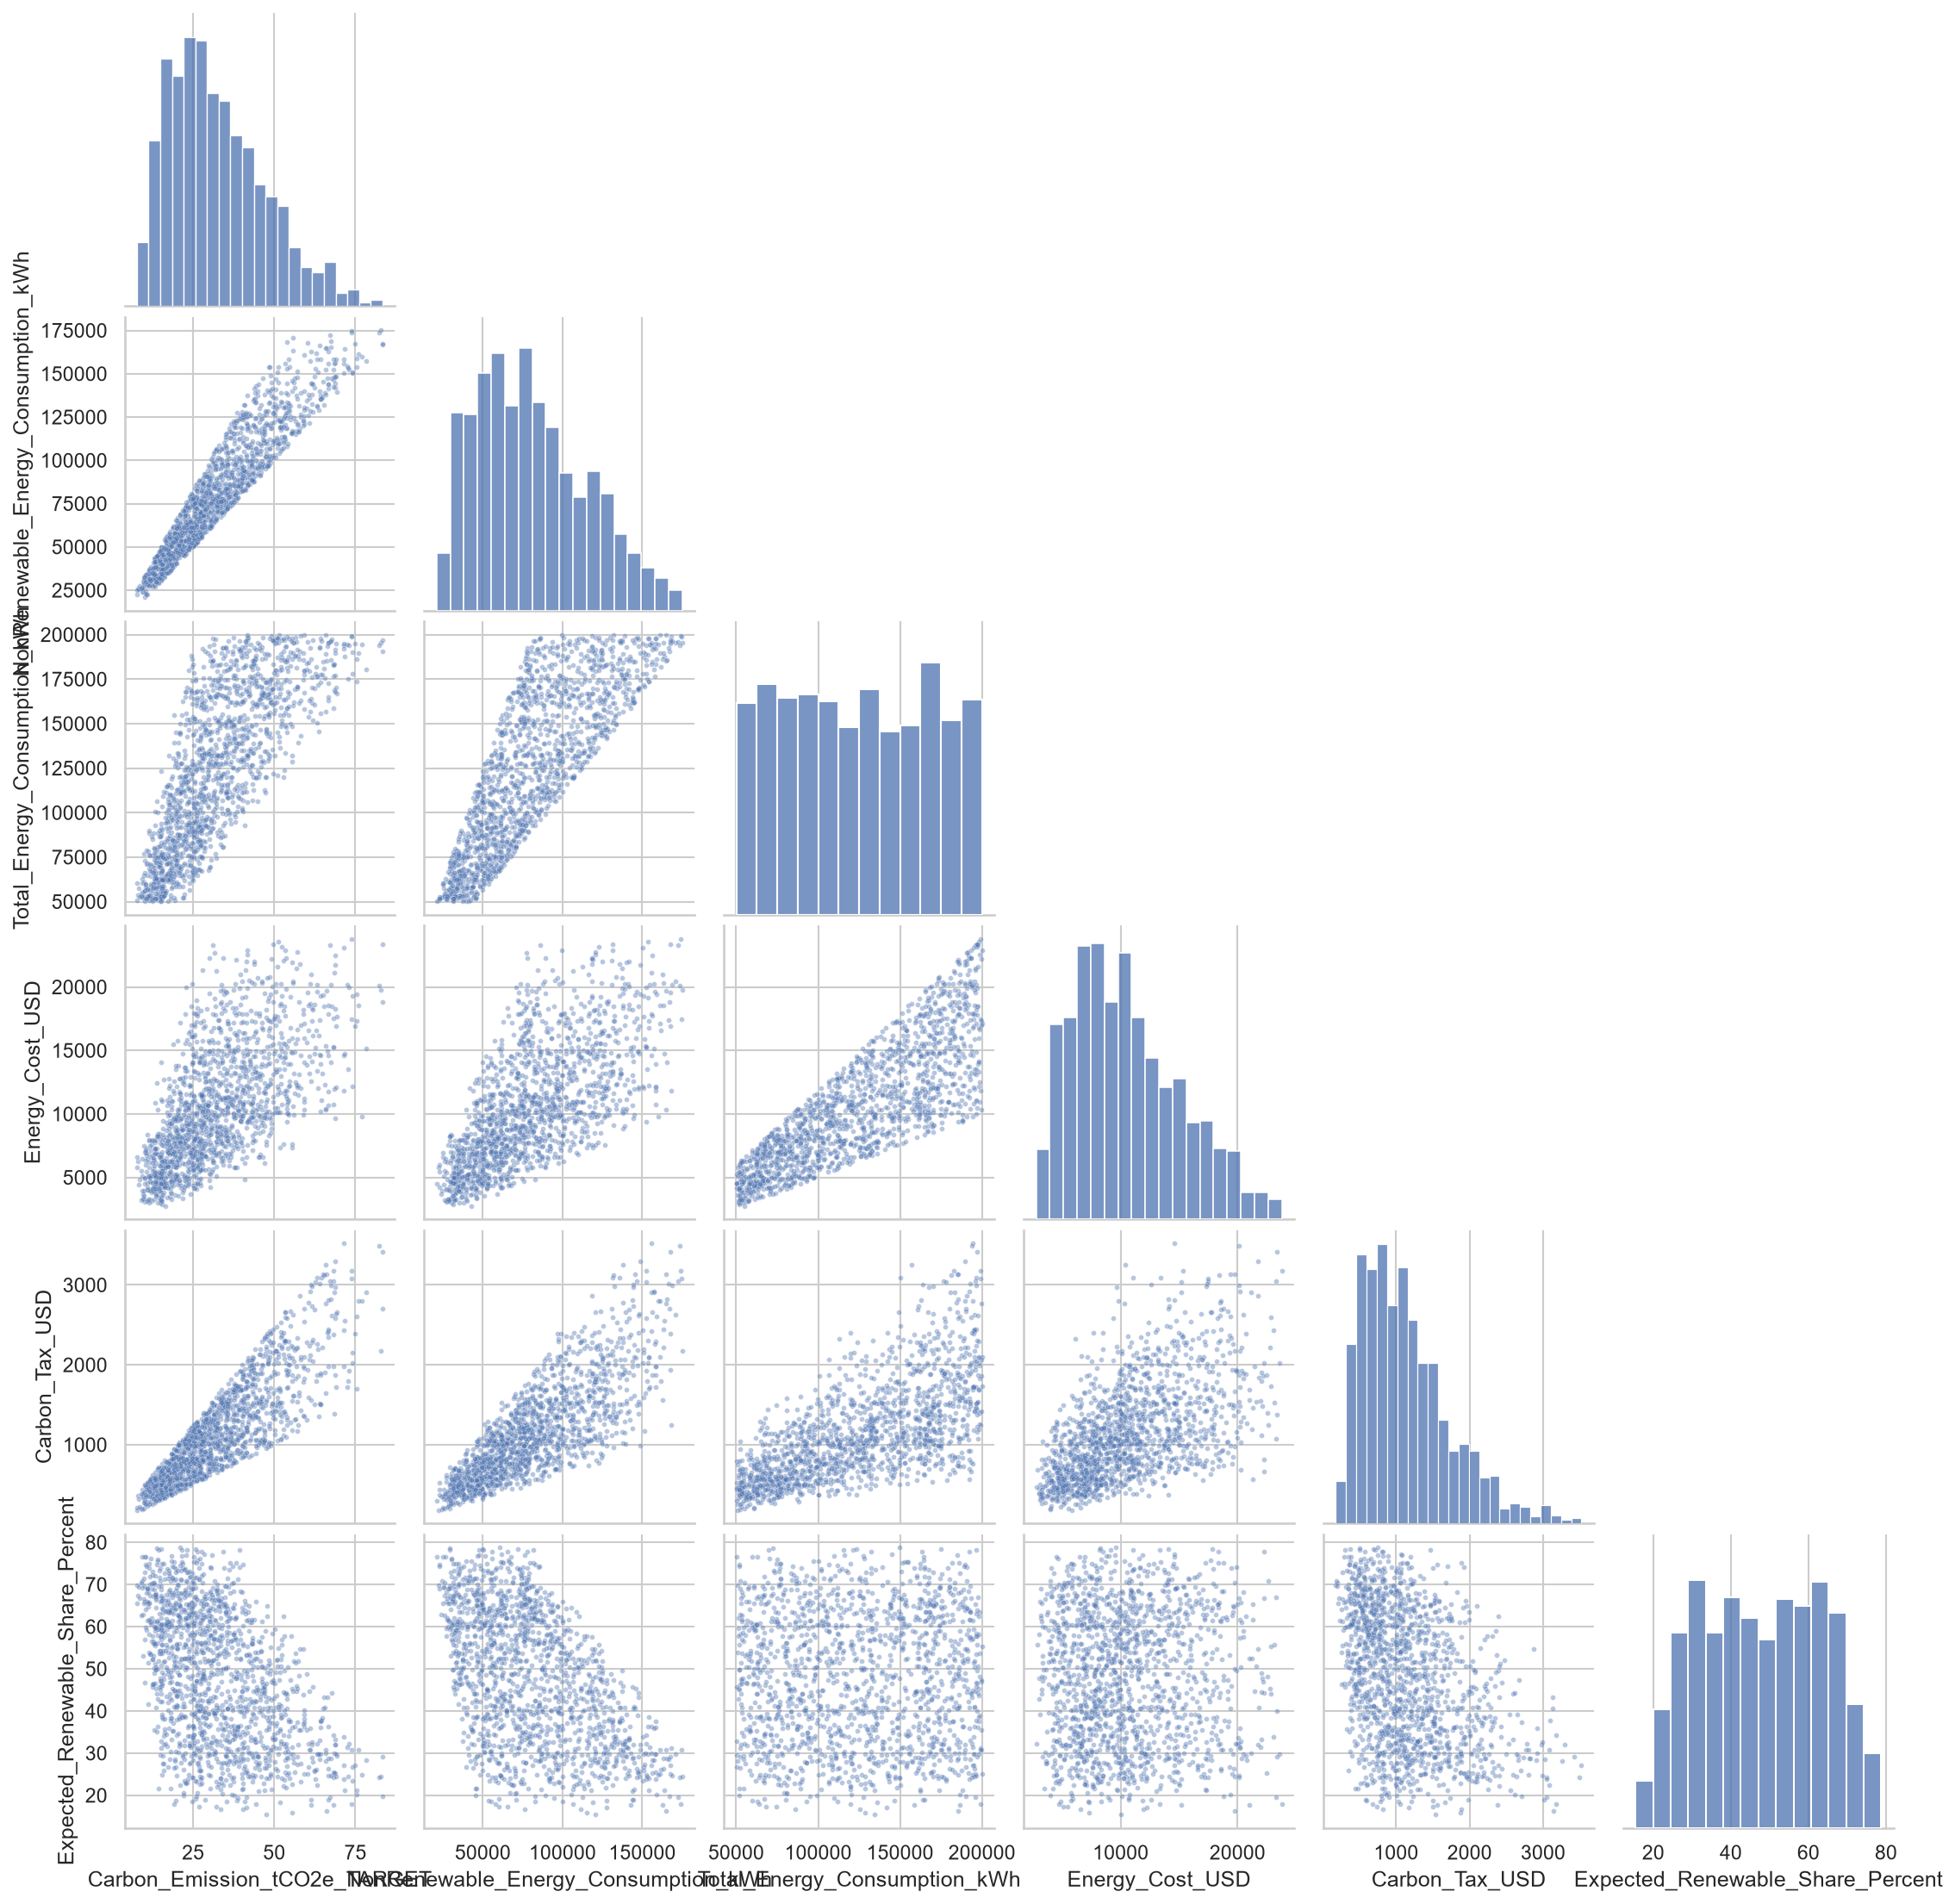 NonRenewable_Energy_Consumption_kWh
175000
150000
125000
100000
75000
50000
25000
Total_Energy_Consumption_kWh
200000
175000
150000
125000
100000
75000
50000
Energy_Cost_USD
20000
15000
10000
5000
Carbon_Tax_USD
3000
2000
1000
Expected_Renewable_Share_Percent
80
70
60
50
40
30
20
25 50 75
50000 100000 150000
50000 100000 150000 200000
10000 20000
1000 2000 3000
20 40 60 80
Carbon_Emission_tCO2e_TARGET
NonRenewable_Energy_Consumption_kWh
Total_Energy_Consumption_kWh
Energy_Cost_USD
Carbon_Tax_USD
Expected_Renewable_Share_Percent